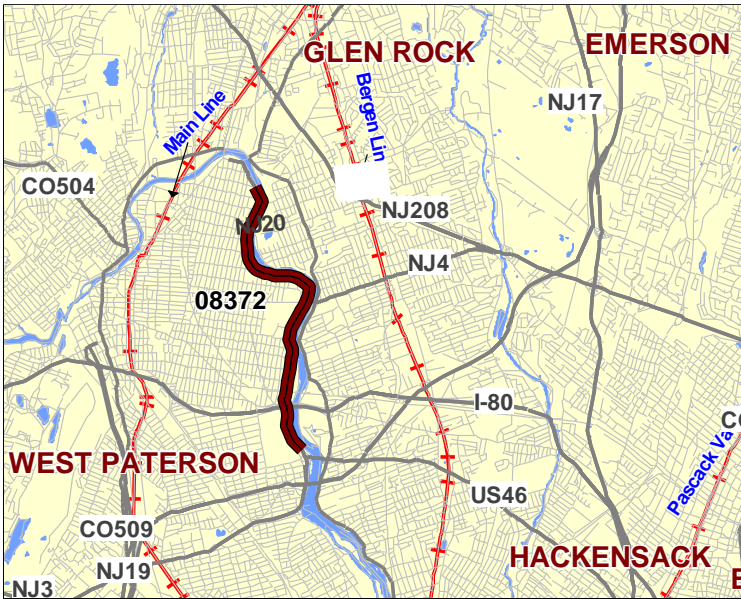 GLEN ROCK
EMERSON
NJ17
Main Line
Bergen Lin
CO504
NJ208
NJ20
NJ4
08372
I-80
WEST PATERSON
US46
Pascack Va
CO509
NJ19
HACKENSACK
NJ3